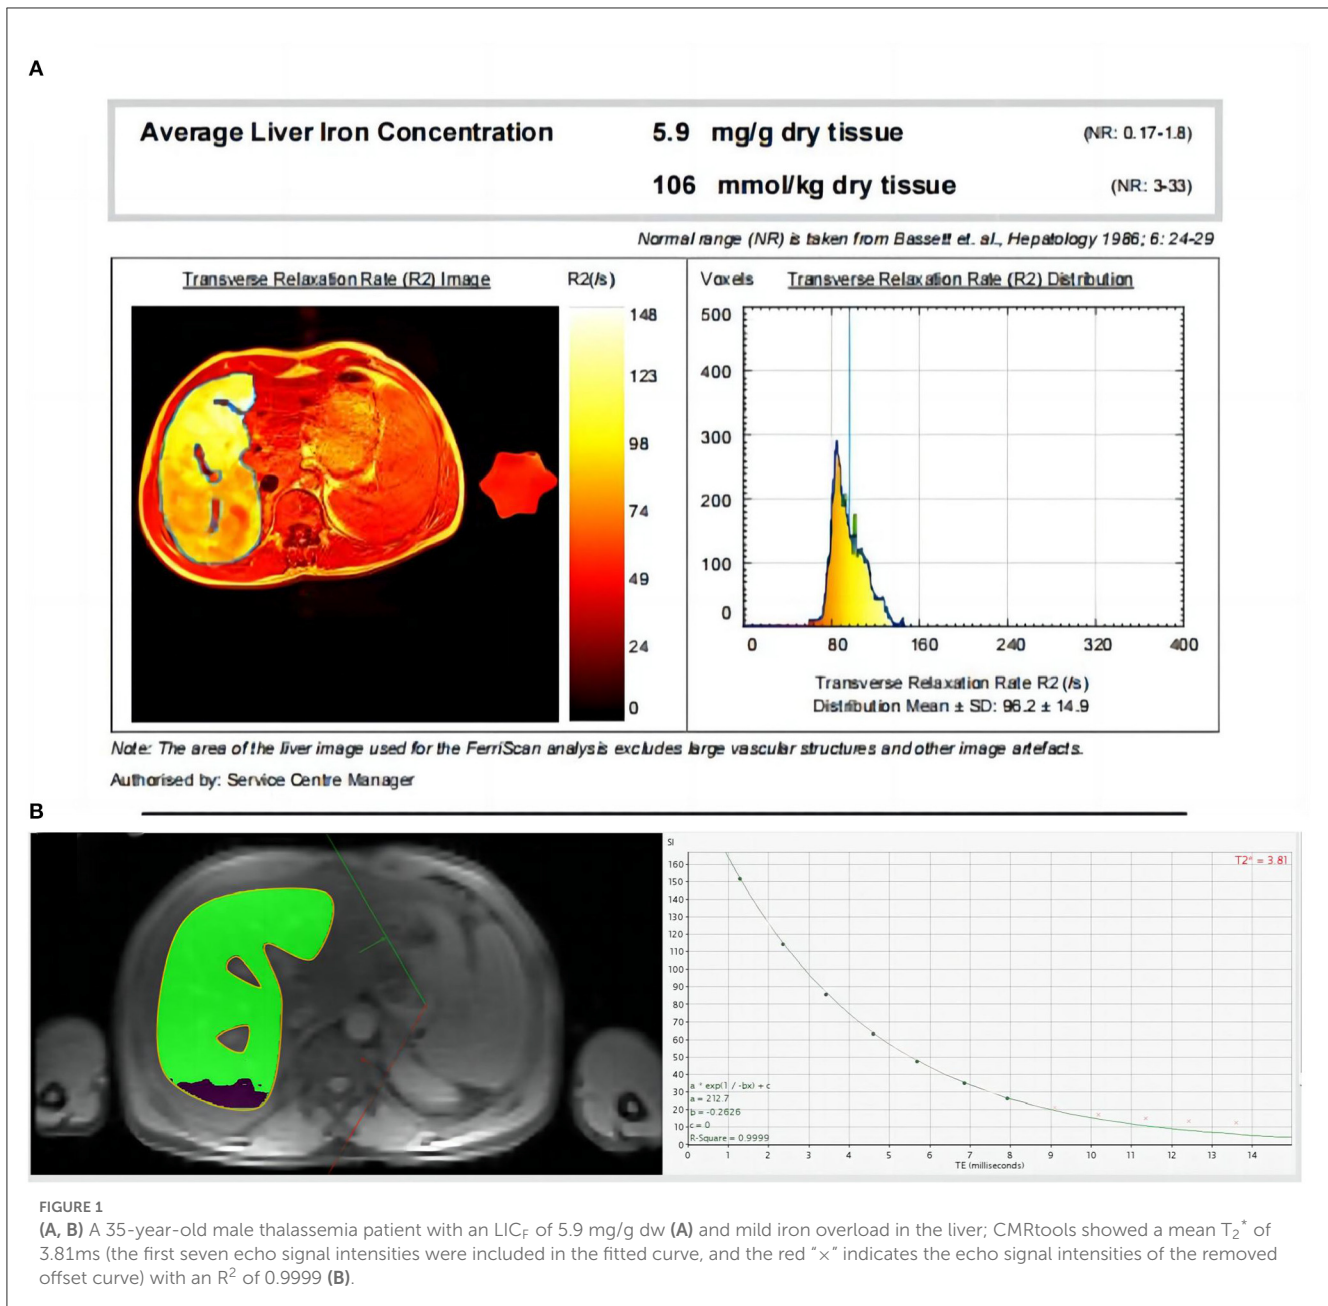 A
Average Liver Iron Concentration 5.9 mg/g dry tissue (NR: 0.17-1.8)
106 mmol/kg dry tissue (NR: 3-33)
Normal range (NR) is taken from Bassett et. al., Hepatology 1986; 6: 24-29
Transverse Relaxation Rate (R2) Image R2(/s)
148
123
98
74
49
24
0
Voxels Transverse Relaxation Rate (R2) Distribution
500
400
300
200
100
0
0 80 160 240 320 400
Transverse Relaxation Rate R2 (/s)
Distribution Mean ± SD: 96.2 ± 14.9
Note: The area of the liver image used for the FerriScan analysis excludes large vascular structures and other image artefacts.
Authorised by: Service Centre Manager
B
SI
T2* = 3.81
160
150
140
130
120
110
100
90
80
70
60
50
40
30
20
10
0
a * exp(1 / -bx) + c
a = 212.7
b = -0.2626
c = 0
R-Square = 0.9999
0 1 2 3 4 5 6 7 8 9 10 11 12 13 14
TE (milliseconds)
FIGURE 1
(A, B) A 35-year-old male thalassemia patient with an LICF of 5.9 mg/g dw (A) and mild iron overload in the liver; CMRtools showed a mean T2* of
3.81ms (the first seven echo signal intensities were included in the fitted curve, and the red “×” indicates the echo signal intensities of the removed
offset curve) with an R2 of 0.9999 (B).